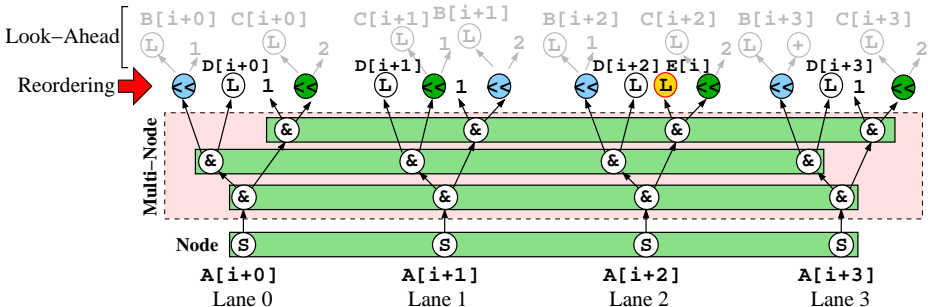 B[i+0] C[i+0] C[i+1] B[i+1] B[i+2] C[i+2] B[i+3] C[i+3]
Look−Ahead
L 1 L 2 L 1 L 2 L 1 L 2 L + L 2
D[i+0] D[i+1] D[i+2] E[i] D[i+3]
Reordering << L 1 << L << 1 << << L L << << L 1 <<
& & & &
& & & &
Multi−Node
& & & &
Node S S S S
A[i+0] A[i+1] A[i+2] A[i+3]
Lane 0 Lane 1 Lane 2 Lane 3